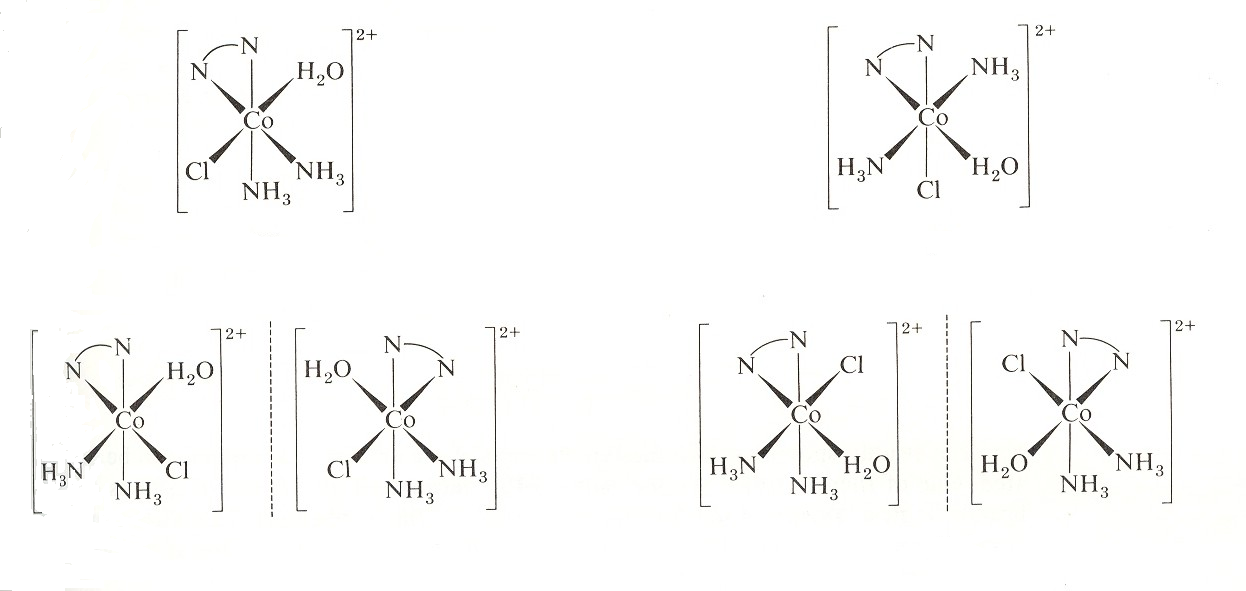 N N H₂O 2+
Co
Cl NH₃ NH₃
N N NH₃ 2+
Co
H₃N Cl H₂O
N N H₂O 2+
Co
H₃N NH₃ Cl
H₂O N N 2+
Co
Cl NH₃ NH₃
N N Cl 2+
Co
H₃N NH₃ H₂O
Cl N N 2+
Co
H₂O NH₃ NH₃